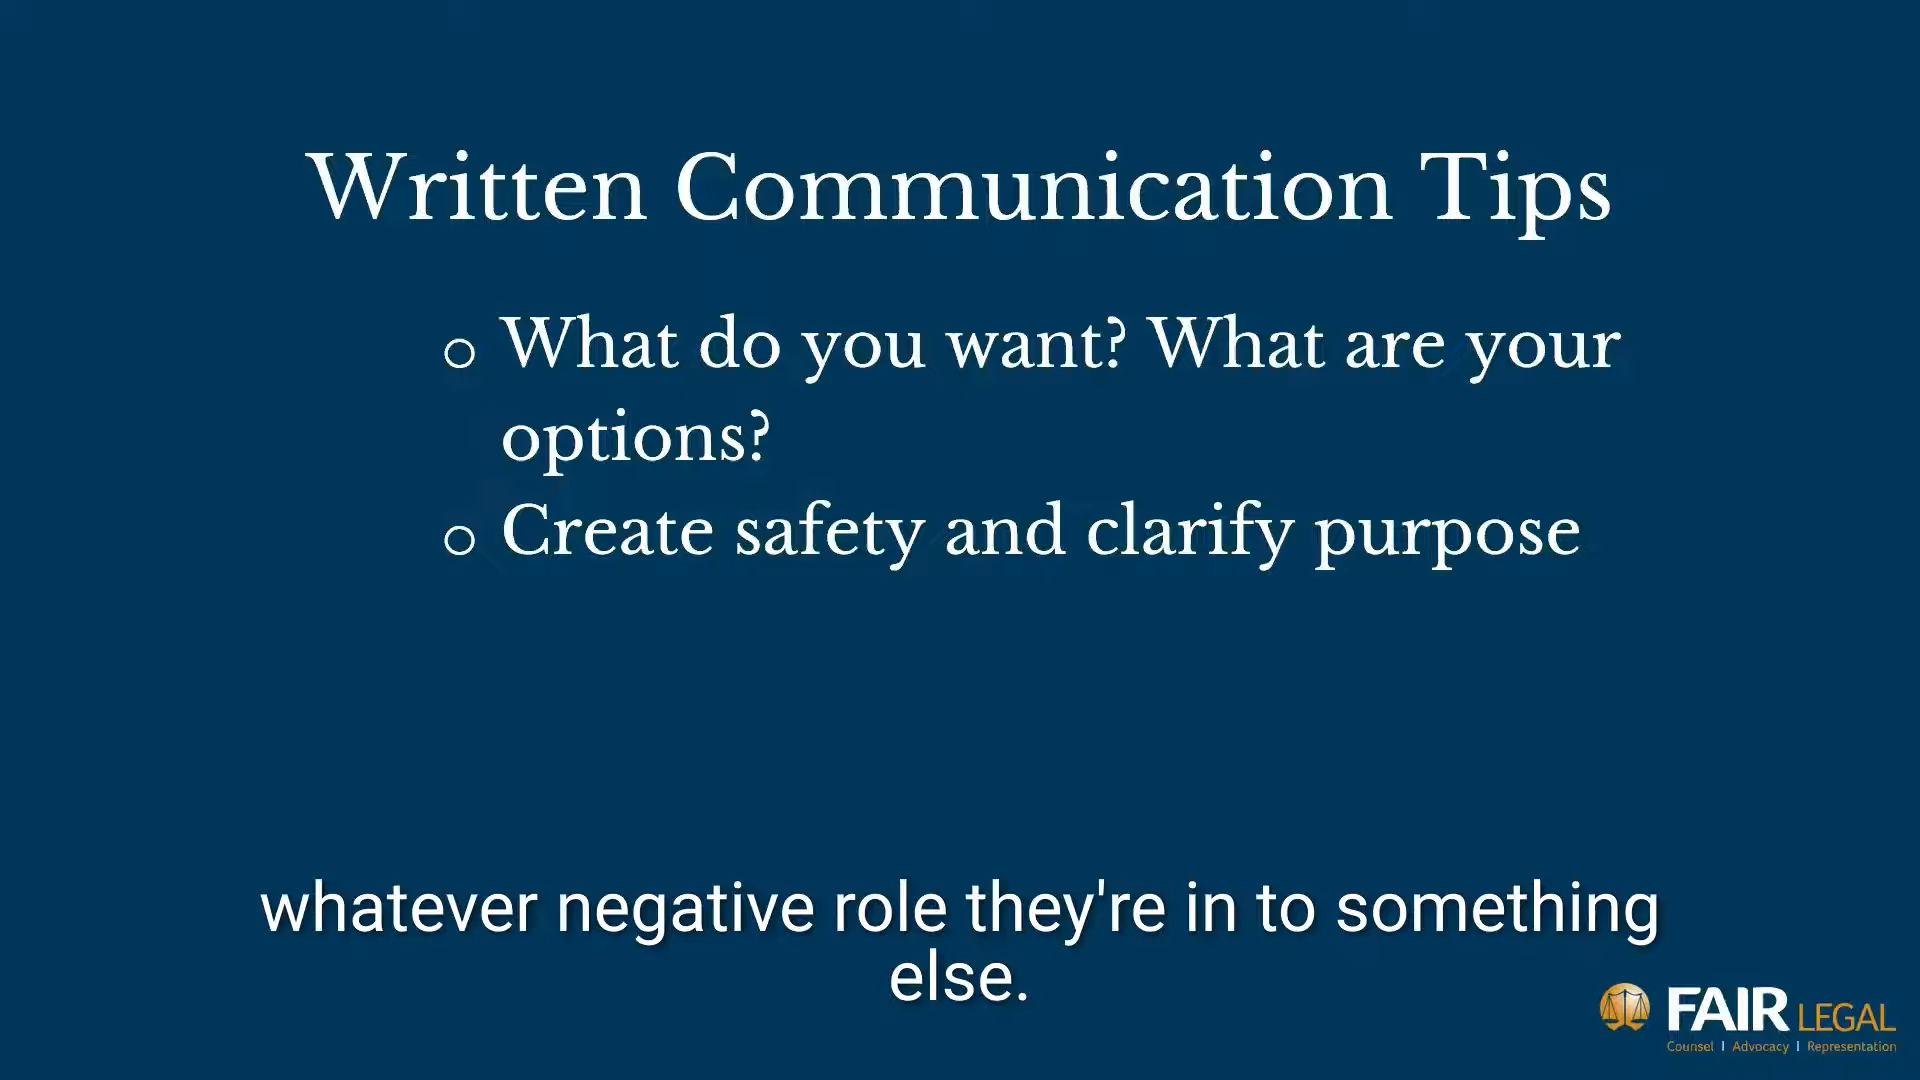 Written Communication Tips
What do you want? What are your
options?
Create safety and clarify purpose
whatever negative role they're in to something
else.
FAIR LEGAL
Counsel | Advocacy | Representation